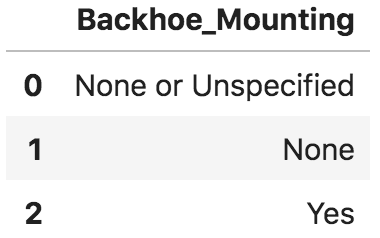 Backhoe_Mounting
0 None or Unspecified
1 None
2 Yes